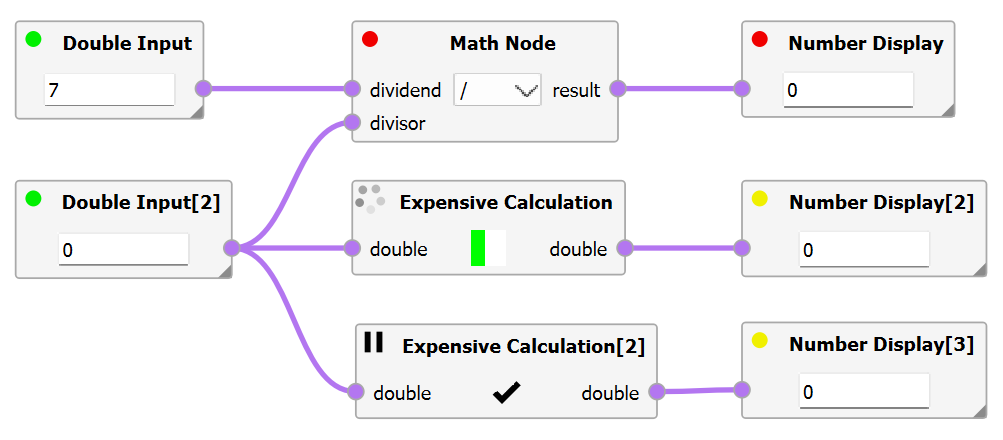 Double Input
7
Math Node
dividend / result
divisor
Number Display
0
Double Input[2]
0
Expensive Calculation
double double
Number Display[2]
0
Expensive Calculation[2]
double double
Number Display[3]
0